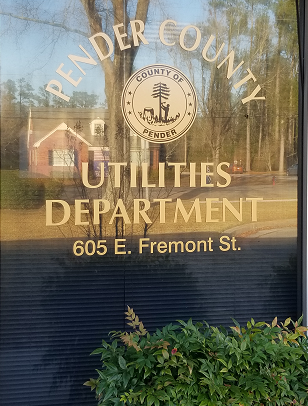 PENDER COUNTY
COUNTY OF
PENDER
UTILITIES
DEPARTMENT
605 E. Fremont St.